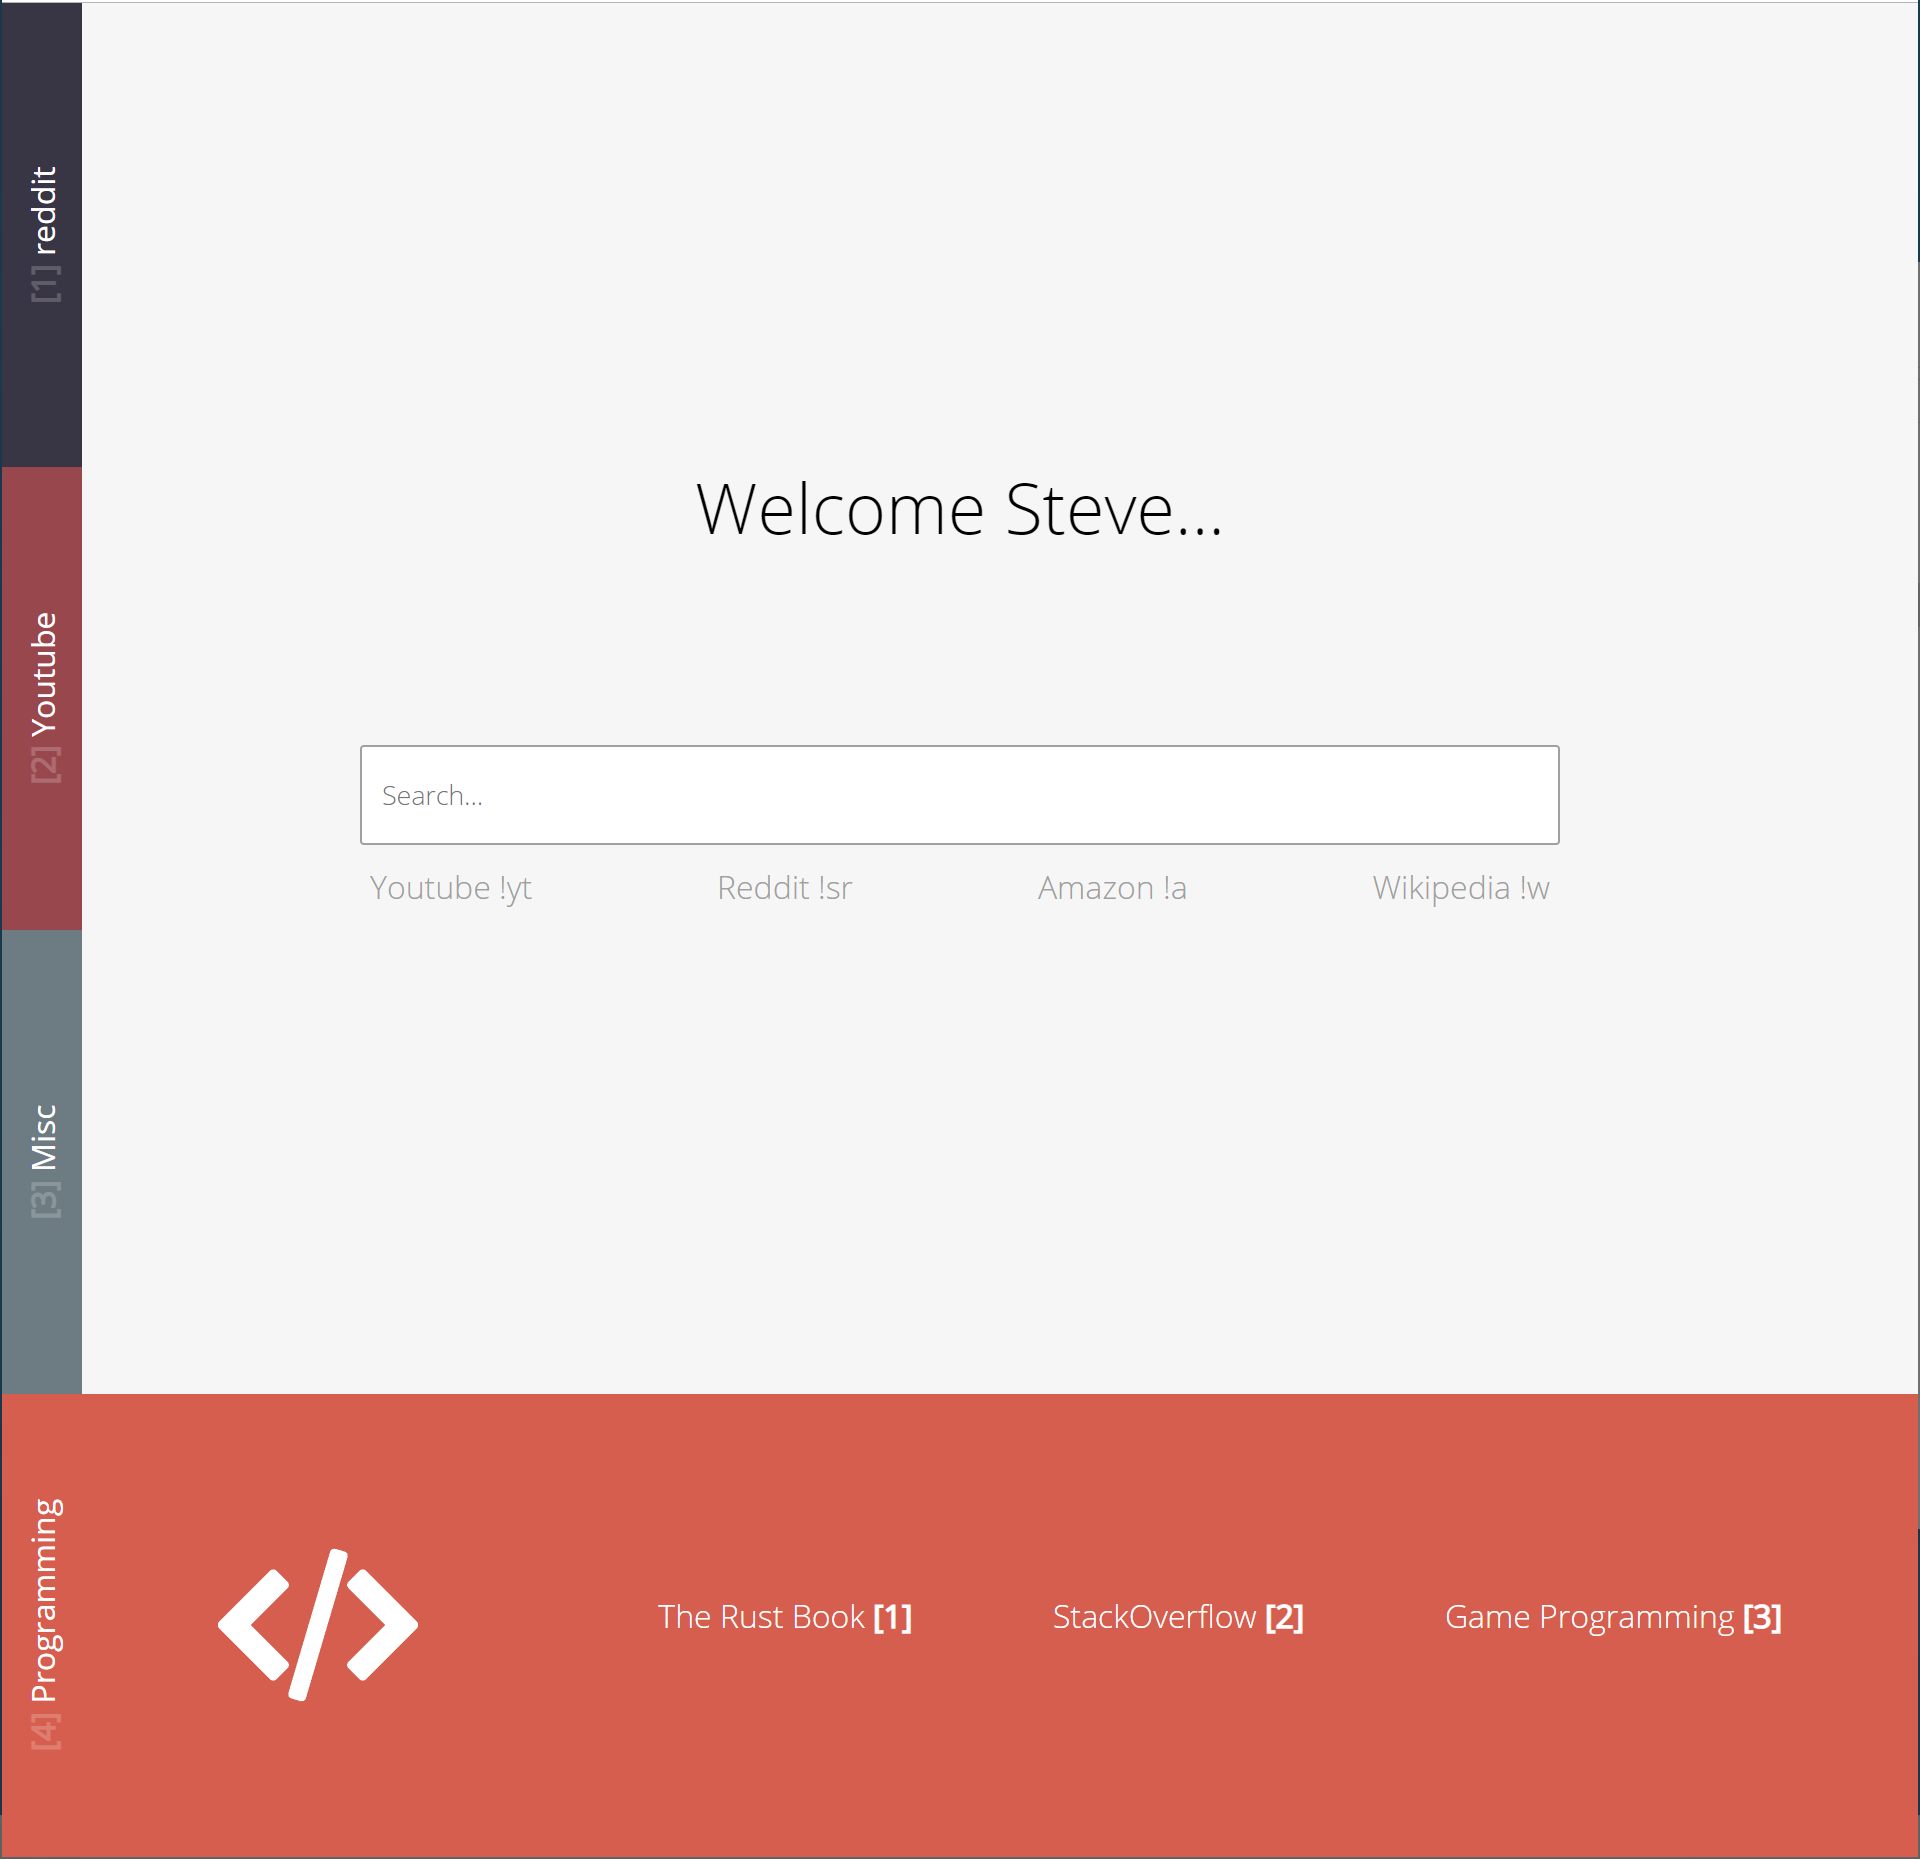 [1] reddit
[2] Youtube
[3] Misc
[4] Programming
Welcome Steve...
Search...
Youtube !yt
Reddit !sr
Amazon !a
Wikipedia !w
The Rust Book [1]
StackOverflow [2]
Game Programming [3]